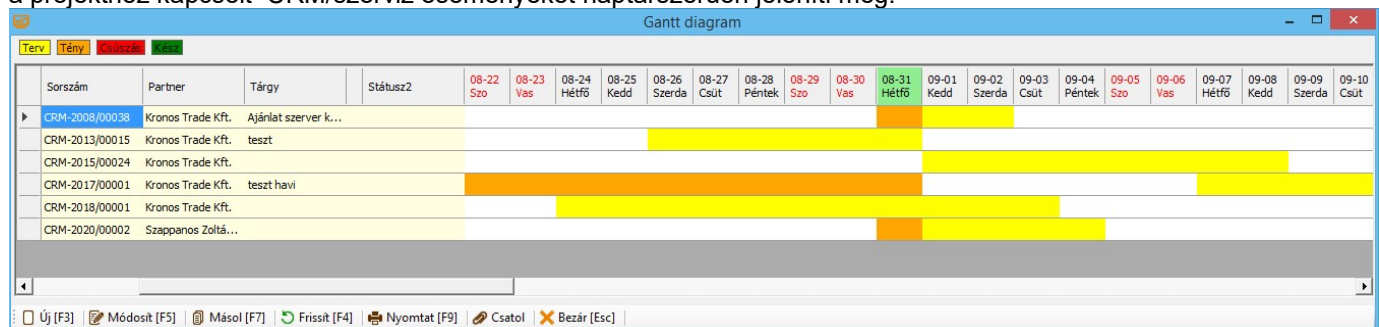 a projekthez kapcsolt CRM/szerviz eseményeket naptárszerűen jeleníti meg.
Gantt diagram
Terv Tény Csúszás Kész
Sorszám Partner Tárgy Státusz2 08-22 Szo 08-23 Vas 08-24 Hétfő 08-25 Kedd 08-26 Szerda 08-27 Csüt 08-28 Péntek 08-29 Szo 08-30 Vas 08-31 Hétfő 09-01 Kedd 09-02 Szerda 09-03 Csüt 09-04 Péntek 09-05 Szo 09-06 Vas 09-07 Hétfő 09-08 Kedd 09-09 Szerda 09-10 Csüt
CRM-2008/00038 Kronos Trade Kft. Ajánlat szerver k...
CRM-2013/00015 Kronos Trade Kft. teszt
CRM-2015/00024 Kronos Trade Kft.
CRM-2017/00001 Kronos Trade Kft. teszt havi
CRM-2018/00001 Kronos Trade Kft.
CRM-2020/00002 Szappanos Zoltá...
Új [F3] Módosít [F5] Másol [F7] Frissít [F4] Nyomtat [F9] Csatol Bezár [Esc]